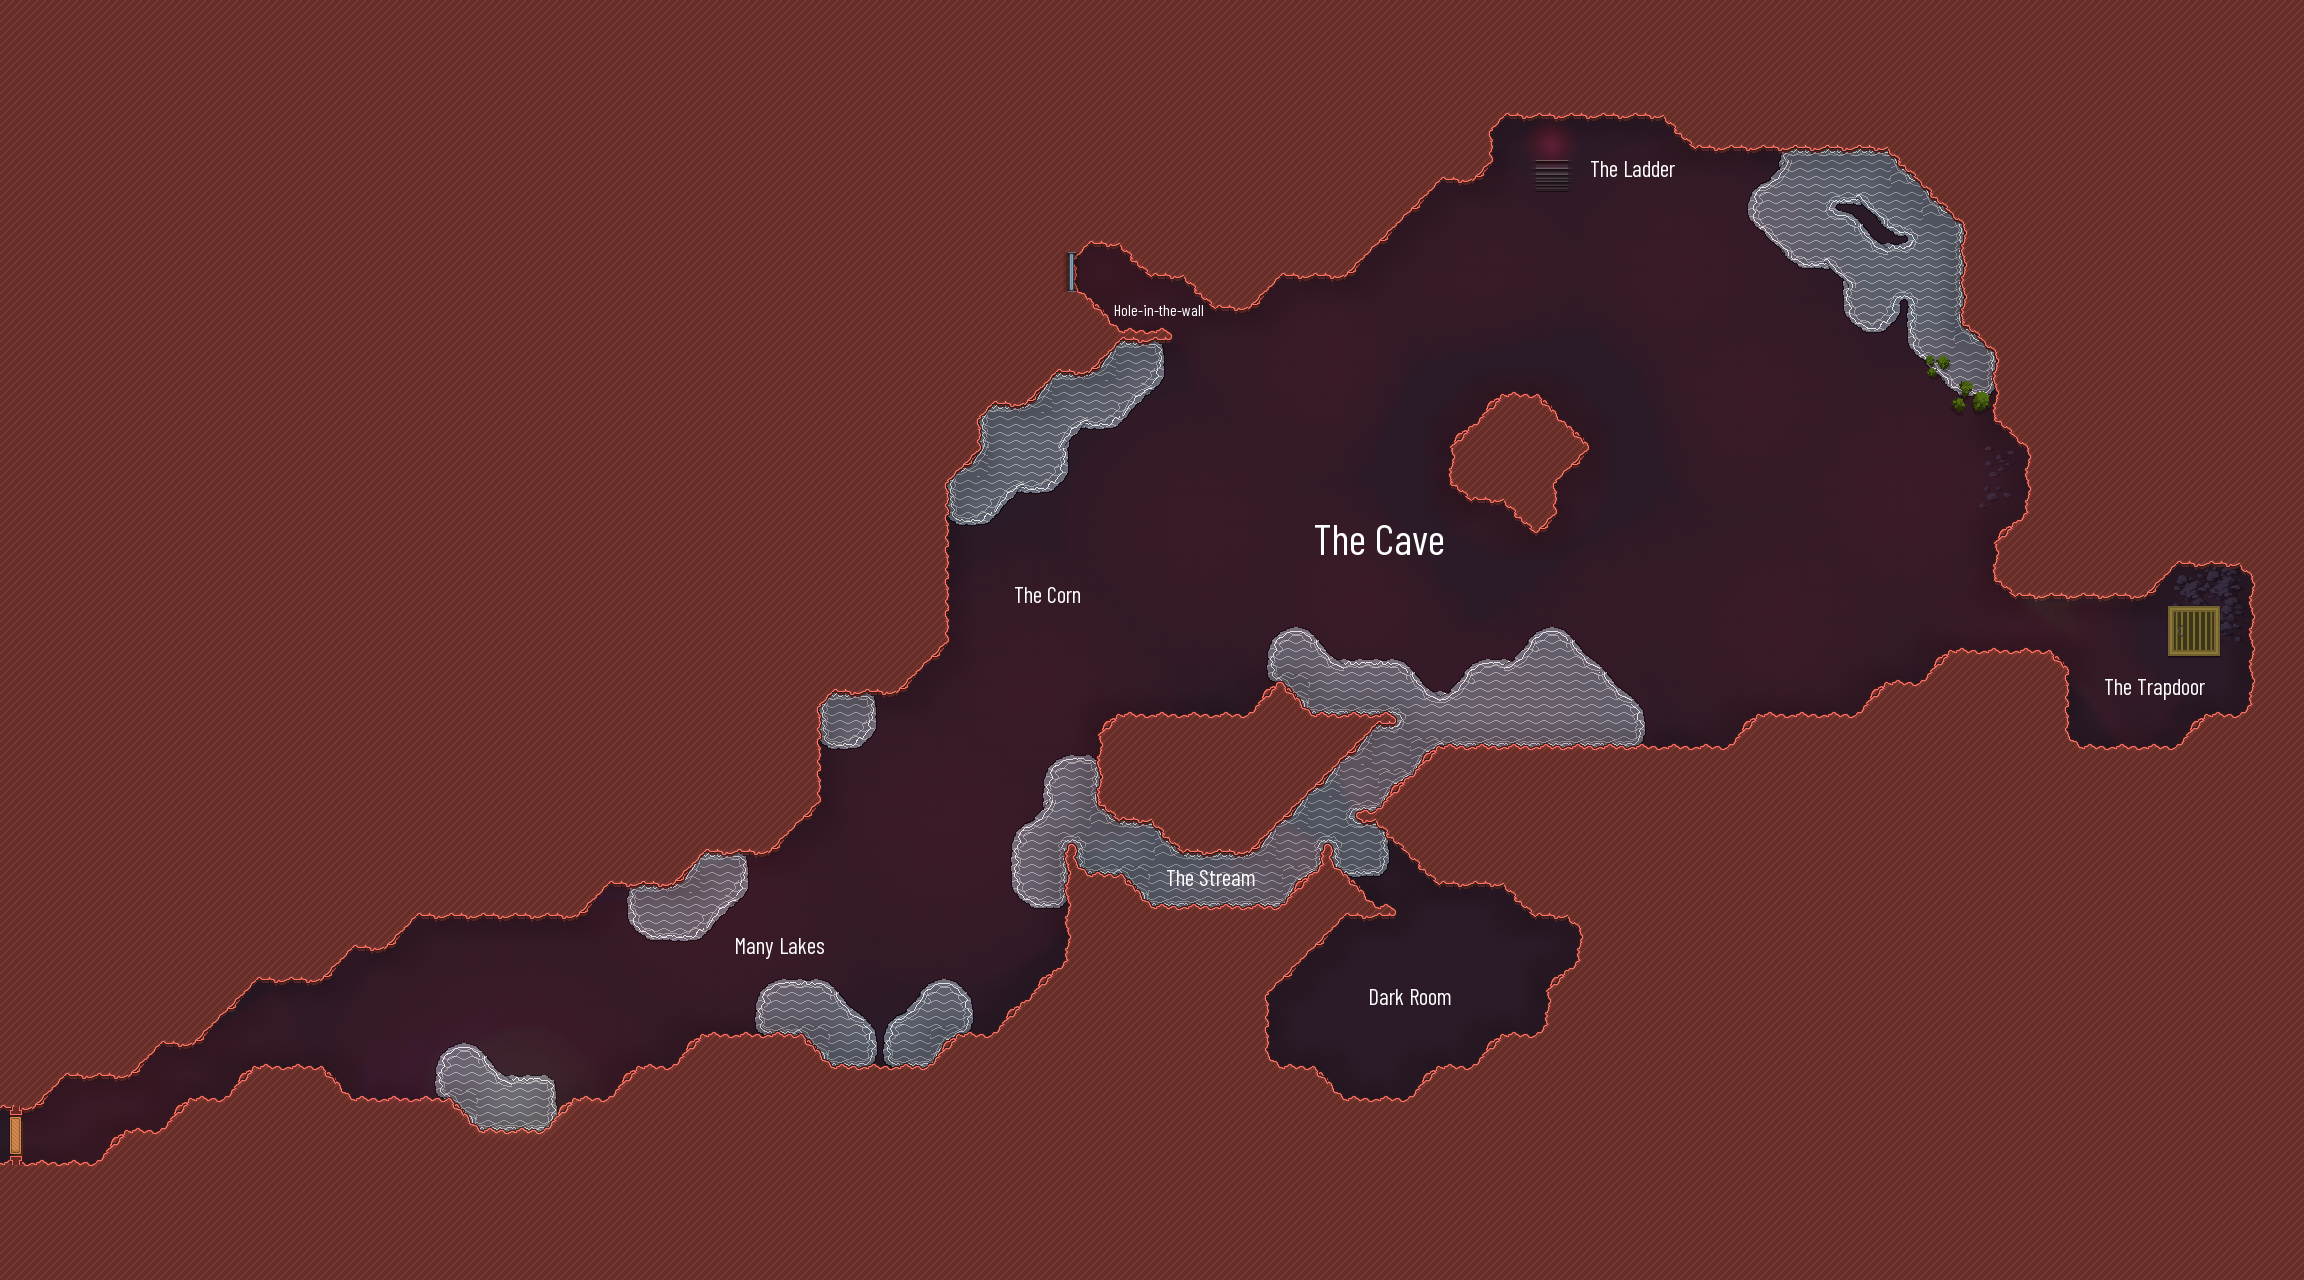 The Ladder
Hole-in-the-wall
The Cave
The Corn
The Trapdoor
The Stream
Many Lakes
Dark Room